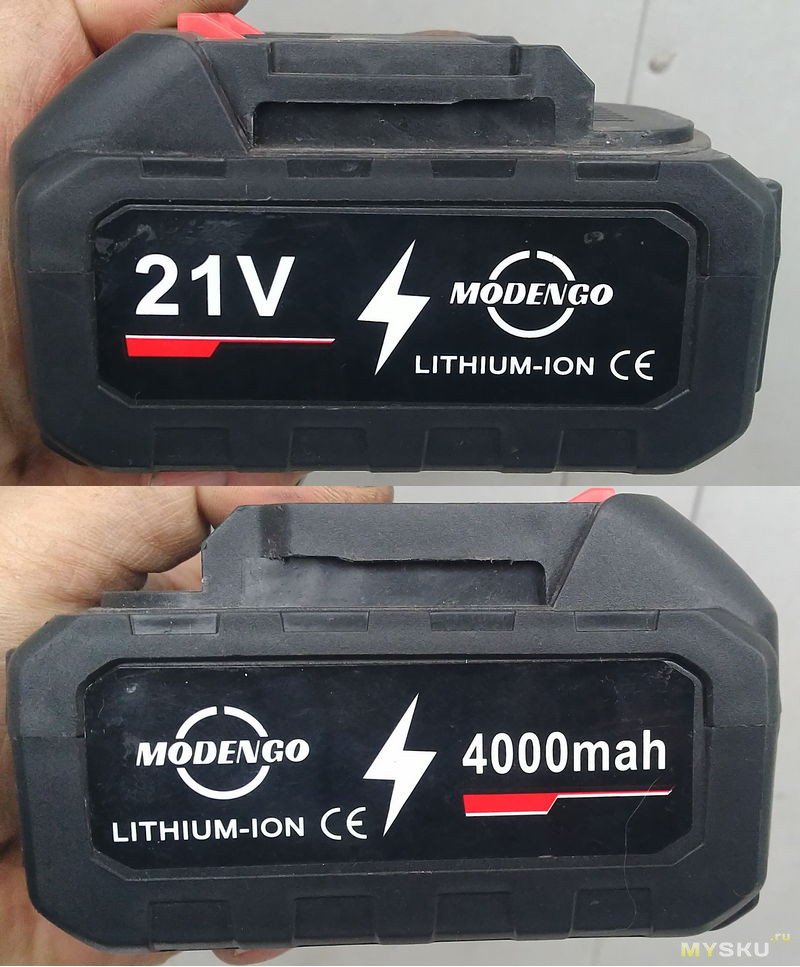 21V
MODENGO
LITHIUM-ION CE
MODENGO
4000mah
LITHIUM-ION CE
MYSKU.ru